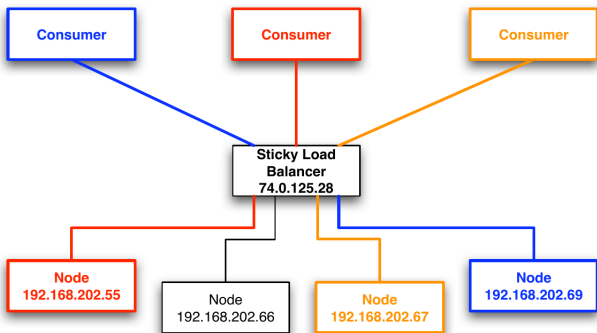 Consumer
Consumer
Consumer
Sticky Load
Balancer
74.0.125.28
Node
192.168.202.55
Node
192.168.202.66
Node
192.168.202.67
Node
192.168.202.69